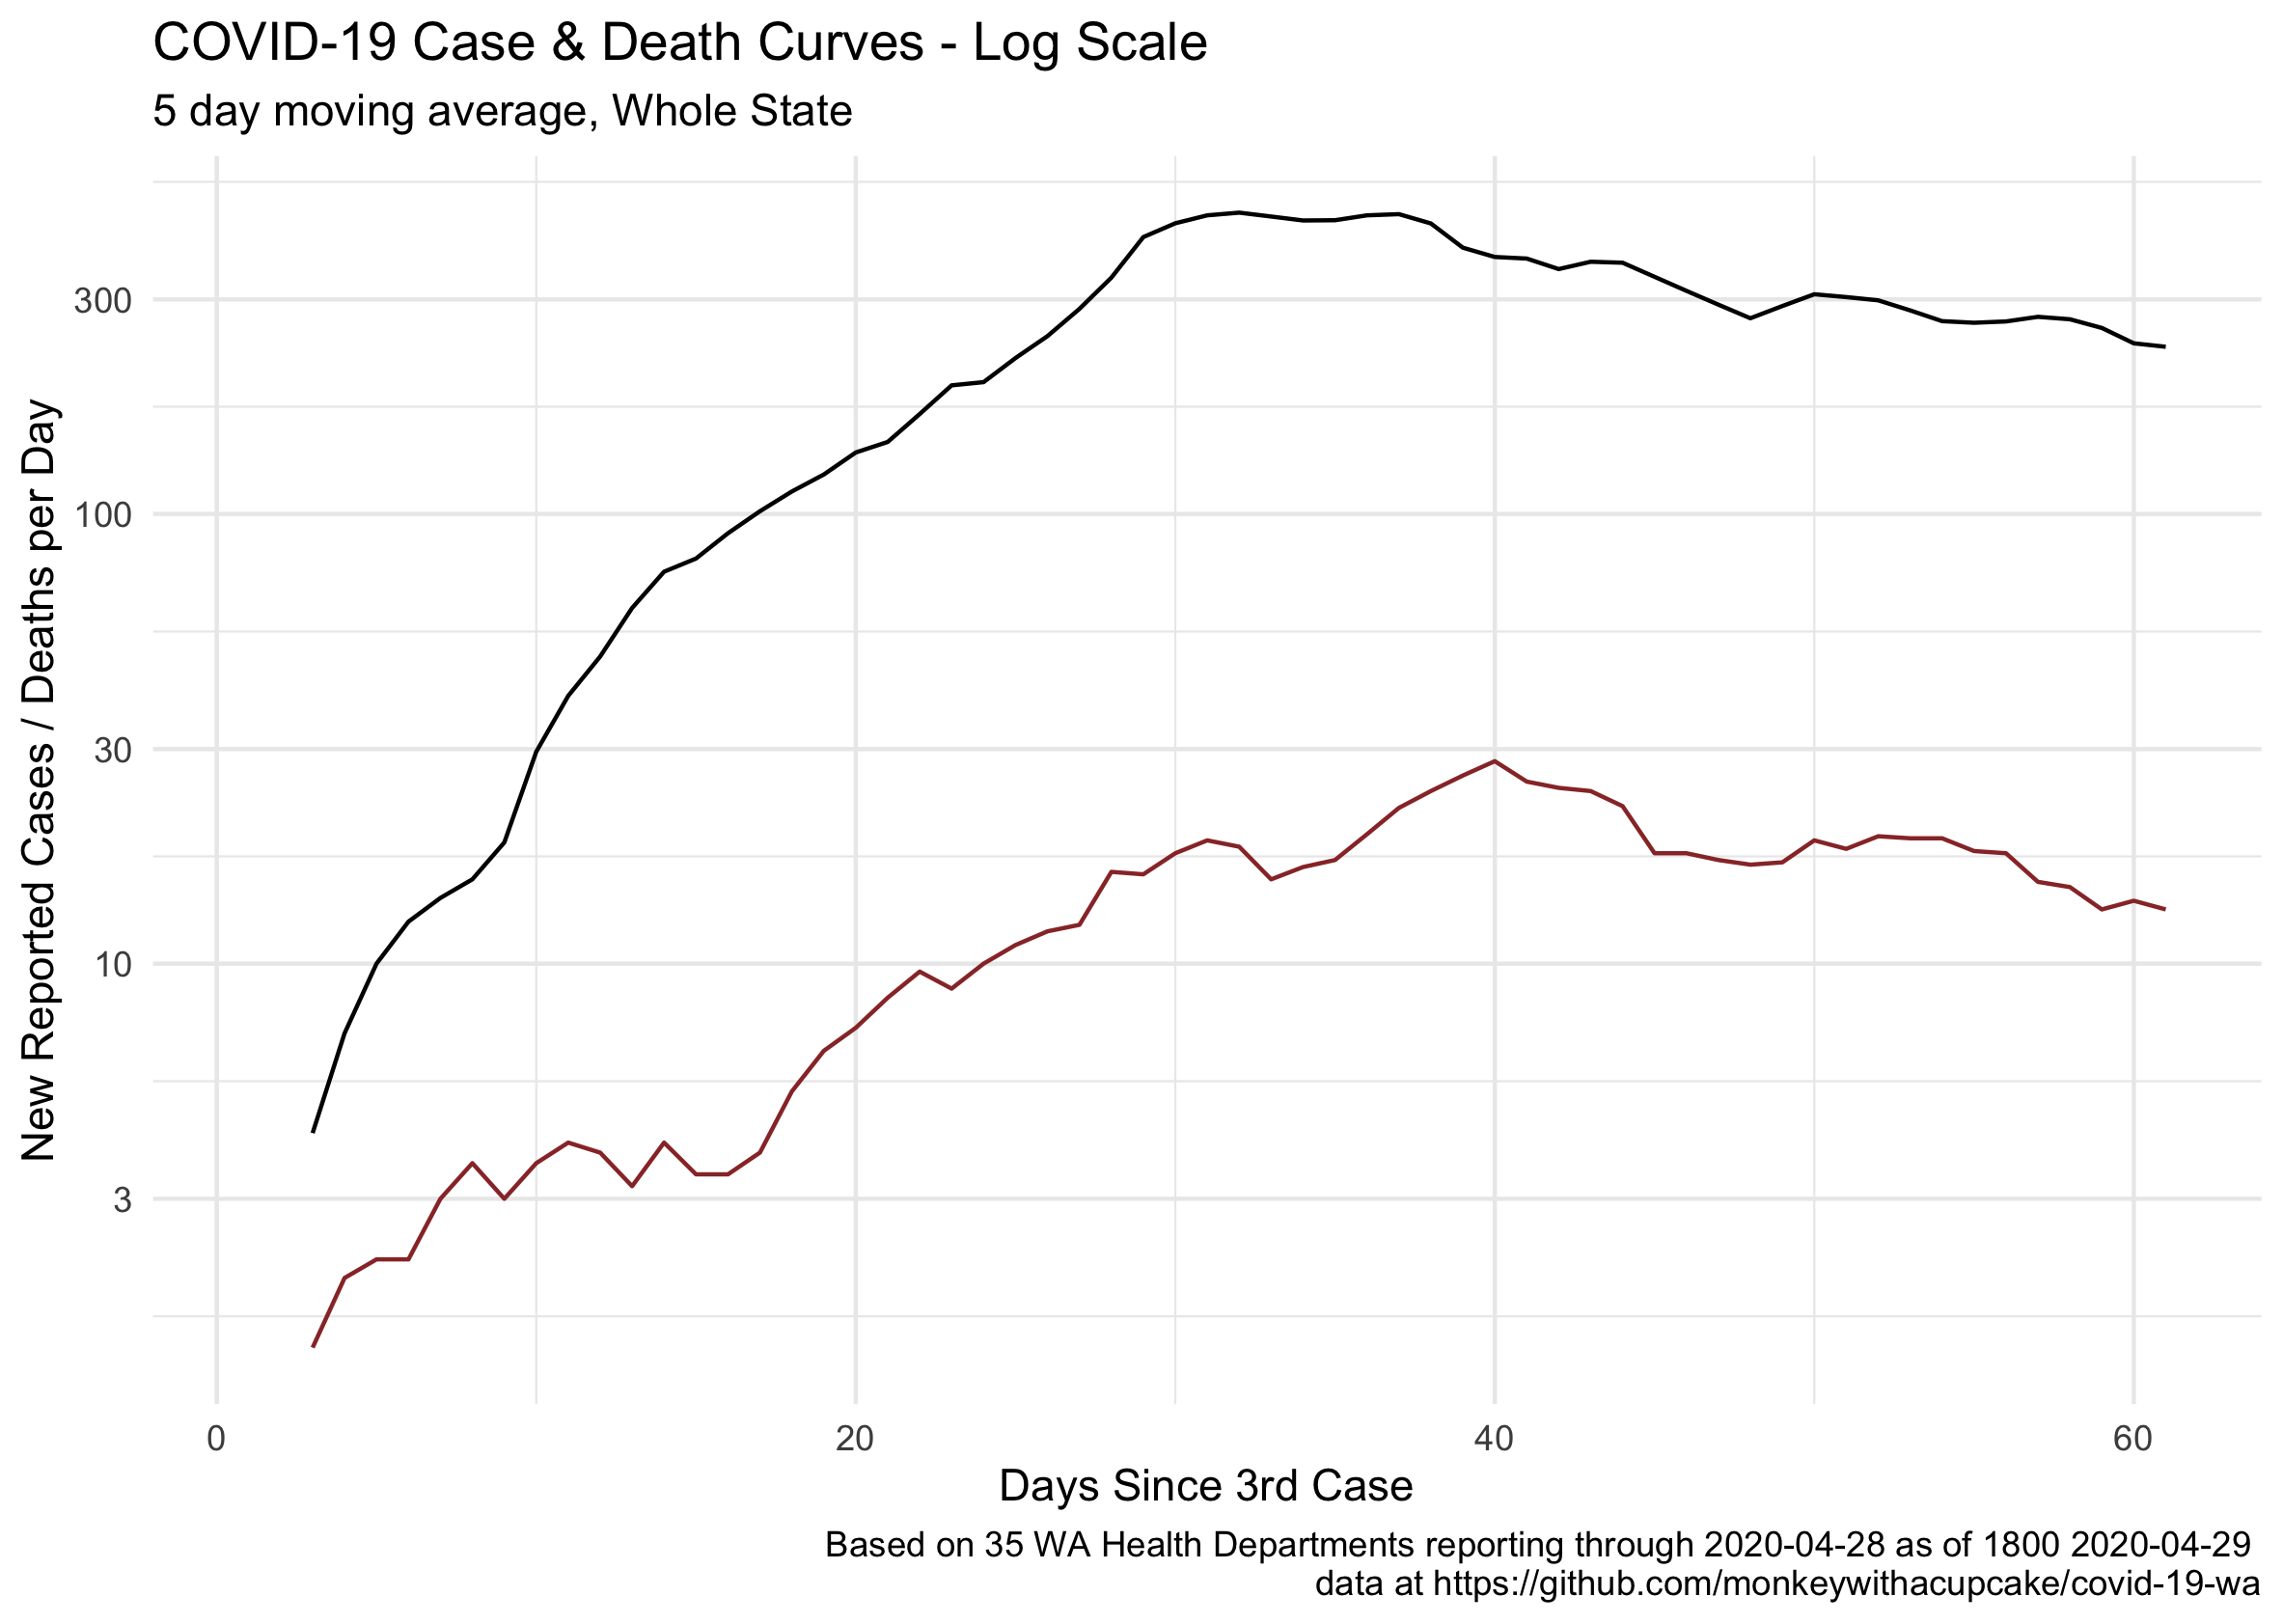 COVID-19 Case & Death Curves - Log Scale
5 day moving average, Whole State
New Reported Cases / Deaths per Day
300
100
30
10
3
0
20
40
60
Days Since 3rd Case
Based on 35 WA Health Departments reporting through 2020-04-28 as of 1800 2020-04-29
data at https://github.com/monkeywithacupcake/covid-19-wa